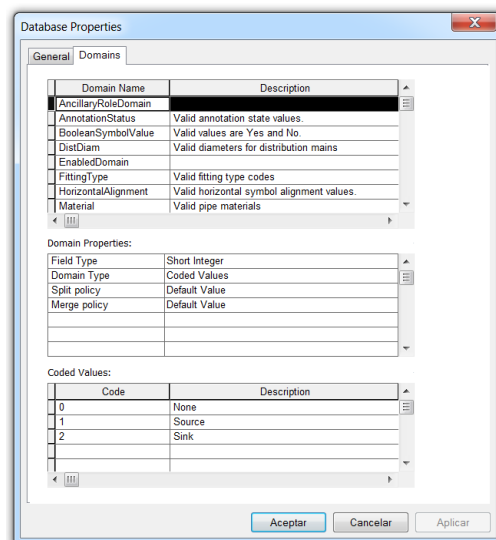 Database Properties
General Domains
Domain Name Description
AncillaryRoleDomain
AnnotationStatus Valid annotation state values.
BooleanSymbolValue Valid values are Yes and No.
DistDiam Valid diameters for distribution mains
EnabledDomain
FittingType Valid fitting type codes
HorizontalAlignment Valid horizontal symbol alignment values.
Material Valid pipe materials
Domain Properties:
Field Type Short Integer
Domain Type Coded Values
Split policy Default Value
Merge policy Default Value
Coded Values:
Code Description
0 None
1 Source
2 Sink
Aceptar Cancelar Aplicar